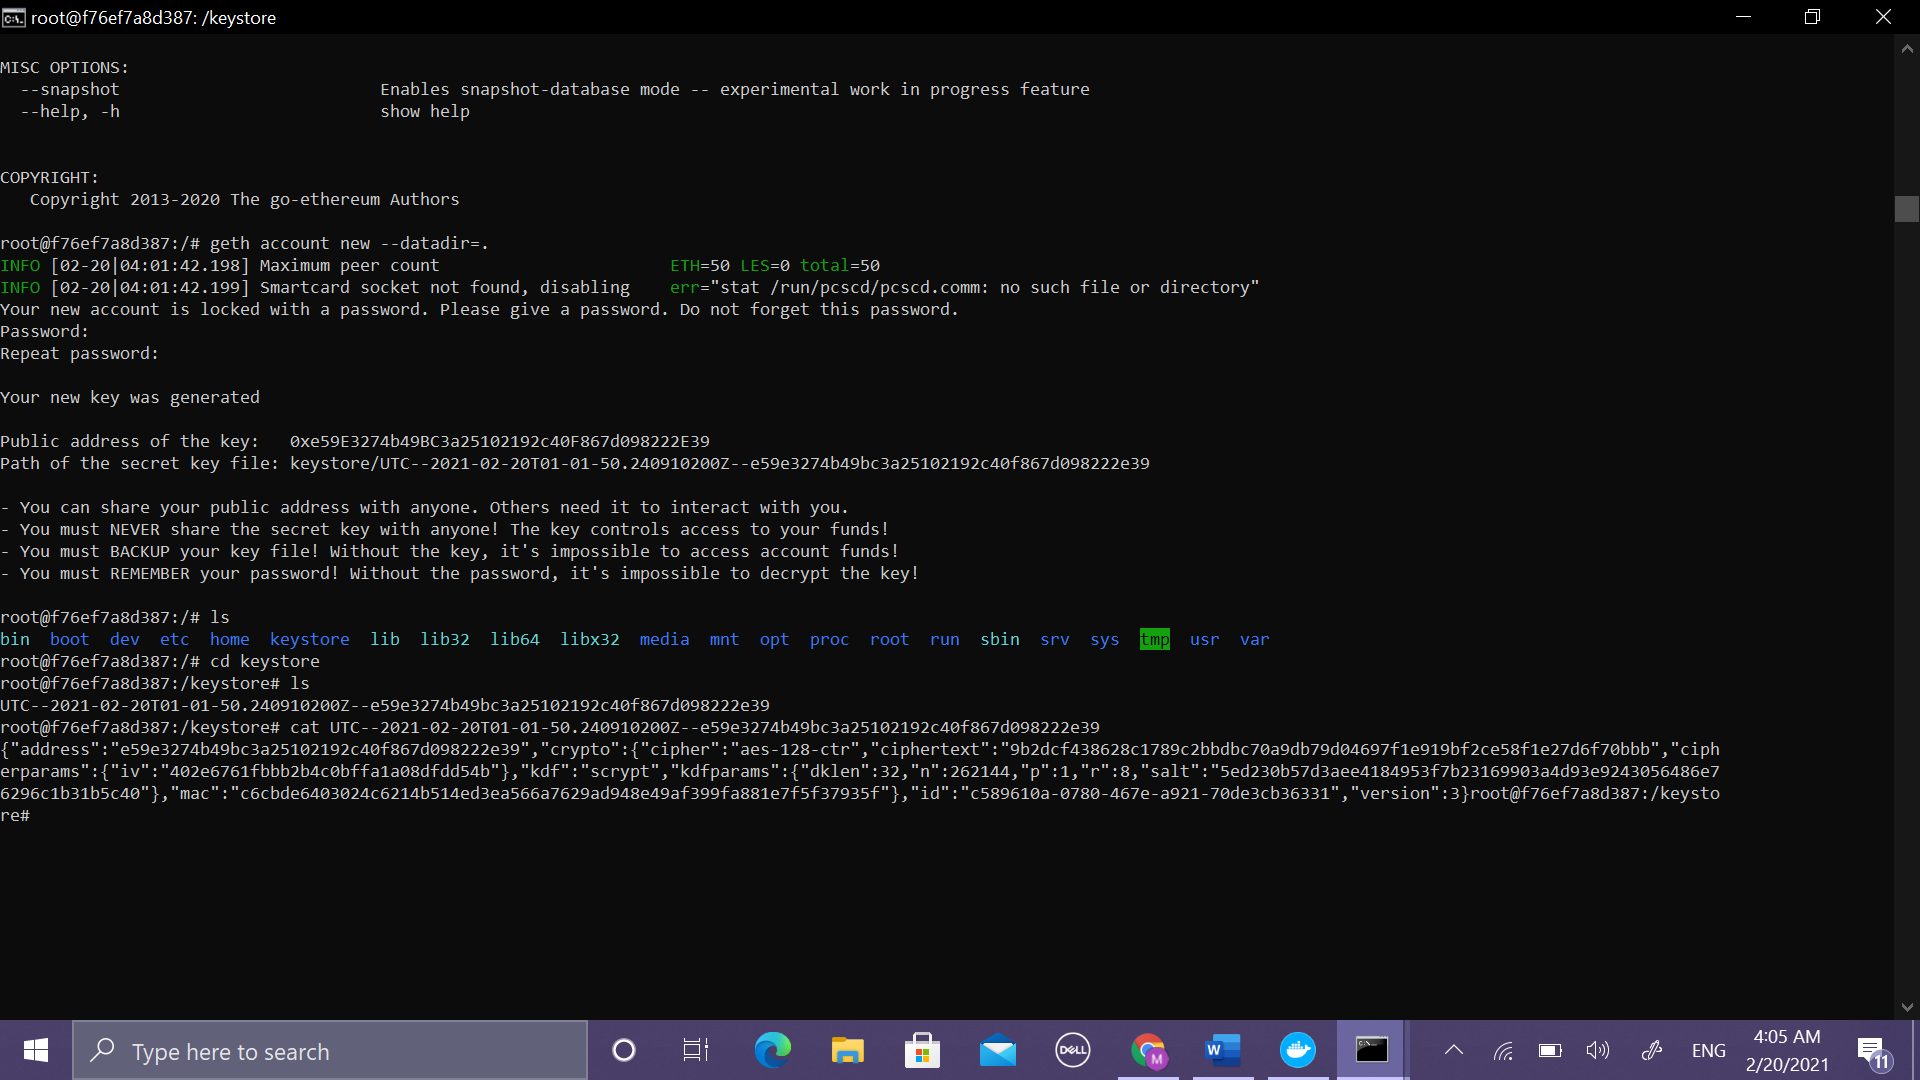 root@f76ef7a8d387: /keystore
MISC OPTIONS:
--snapshot Enables snapshot-database mode -- experimental work in progress feature
--help, -h show help
COPYRIGHT:
Copyright 2013-2020 The go-ethereum Authors
root@f76ef7a8d387:/# geth account new --datadir=.
INFO [02-20|04:01:42.198] Maximum peer count ETH=50 LES=0 total=50
INFO [02-20|04:01:42.199] Smartcard socket not found, disabling err="stat /run/pcscd/pcscd.comm: no such file or directory"
Your new account is locked with a password. Please give a password. Do not forget this password.
Password:
Repeat password:
Your new key was generated
Public address of the key: 0xe59E3274b49BC3a25102192c40F867d098222E39
Path of the secret key file: keystore/UTC--2021-02-20T01-01-50.240910200Z--e59e3274b49bc3a25102192c40f867d098222e39
- You can share your public address with anyone. Others need it to interact with you.
- You must NEVER share the secret key with anyone! The key controls access to your funds!
- You must BACKUP your key file! Without the key, it's impossible to access account funds!
- You must REMEMBER your password! Without the password, it's impossible to decrypt the key!
root@f76ef7a8d387:/# ls
bin boot dev etc home keystore lib lib32 lib64 libx32 media mnt opt proc root run sbin srv sys tmp usr var
root@f76ef7a8d387:/# cd keystore
root@f76ef7a8d387:/keystore# ls
UTC--2021-02-20T01-01-50.240910200Z--e59e3274b49bc3a25102192c40f867d098222e39
root@f76ef7a8d387:/keystore# cat UTC--2021-02-20T01-01-50.240910200Z--e59e3274b49bc3a25102192c40f867d098222e39
{"address":"e59e3274b49bc3a25102192c40f867d098222e39","crypto":{"cipher":"aes-128-ctr","ciphertext":"9b2dcf438628c1789c2bbdbc70a9db79d04697f1e919bf2ce58f1e27d6f70bbb","ciph
erparams":{"iv":"402e6761fbbb2b4c0bffa1a08dfdd54b"},"kdf":"scrypt","kdfparams":{"dklen":32,"n":262144,"p":1,"r":8,"salt":"5ed230b57d3aee4184953f7b23169903a4d93e9243056486e7
6296c1b31b5c40"},"mac":"c6cbde6403024c6214b514ed3ea566a7629ad948e49af399fa881e7f5f37935f"},"id":"c589610a-0780-467e-a921-70de3cb36331","version":3}root@f76ef7a8d387:/keysto
re#
Type here to search
DELL
M
W
ENG
4:05 AM
2/20/2021
11